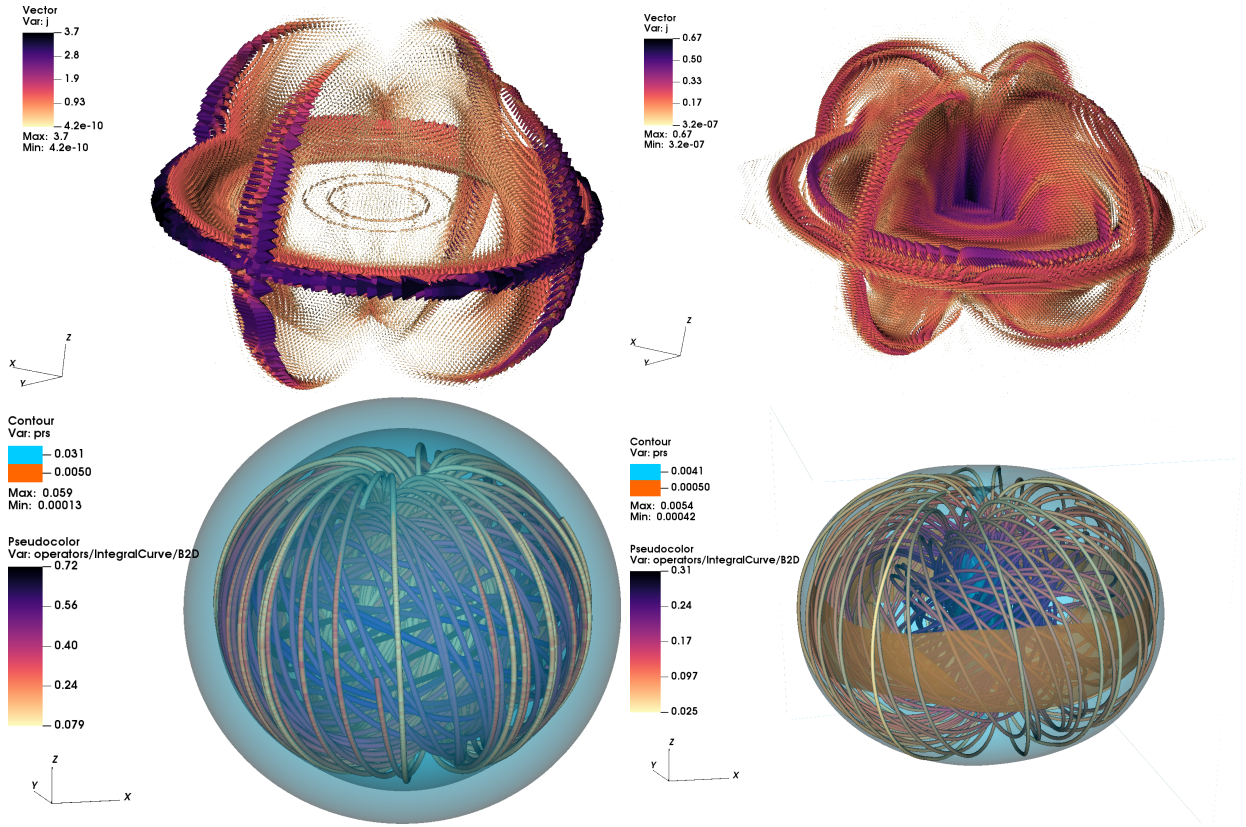 Vector
Var: j
3.7
2.8
1.9
0.93
4.2e-10
Max: 3.7
Min: 4.2e-10
Z
X
Y
Vector
Var: j
0.67
0.50
0.33
0.17
3.2e-07
Max: 0.67
Min: 3.2e-07
Z
X
Y
Contour
Var: prs
0.031
0.0050
Max: 0.059
Min: 0.00013
Pseudocolor
Var: operators/IntegralCurve/B2D
0.72
0.56
0.40
0.24
0.079
Z
Y
X
Contour
Var: prs
0.0041
0.00050
Max: 0.0054
Min: 0.00042
Pseudocolor
Var: operators/IntegralCurve/B2D
0.31
0.24
0.17
0.097
0.025
Z
Y
X